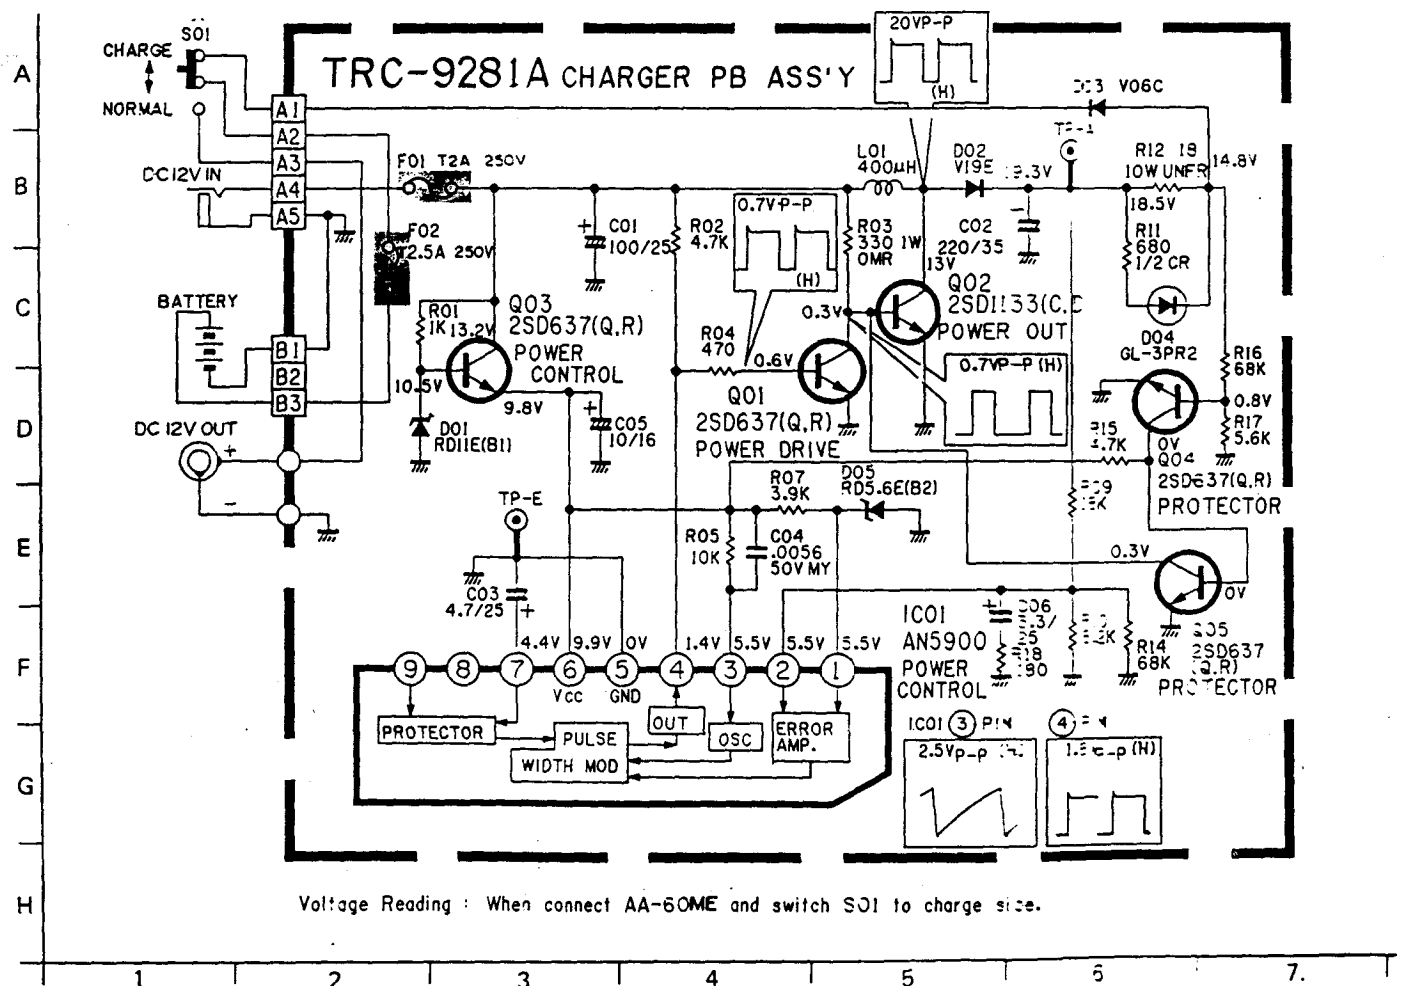 20VP-P
(H)
CHARGE
S01
NORMAL
TRC-9281A CHARGER PB ASS'Y
V06C
A
A1
A2
A3
A4
A5
DC12V IN
F01 T2A 250V
F02
T2.5A 250V
L01
400μH
D02
V19E
R12 18
10W UNFR
14.8V
18.5V
B
0.7VP-P
(H)
C01
100/25
R02
4.7K
R03
330 1W
OMR
C02
220/35
R11
680
1/2 CR
13V
BATTERY
R01
1K
13.2V
Q03
2SD637(Q,R)
POWER
CONTROL
R04
470
0.3V
Q02
POWER OUT
D04
GL-3PR2
C
B1
B2
B3
10.5V
9.8V
0.6V
0.7VP-P (H)
R16
68K
0.8V
DC 12V OUT
+
−
D01
RD11E(B1)
C05
10/16
Q01
2SD637(Q,R)
POWER DRIVE
R17
5.6K
0V
Q04
2SD637(Q,R)
PROTECTOR
D
TP-E
R07
3.9K
D05
RD5.6E(B2)
R05
10K
C04
.0056
50V MY
0.3V
0V
E
C03
4.7/25
+
4.4V
9.9V
0V
1.4V
5.5V
5.5V
5.5V
IC01
AN5900
POWER
CONTROL
R14
68K
2SD637
PROTECTOR
F
9
8
7
6
5
4
3
2
1
Vcc
GND
PROTECTOR
PULSE
WIDTH MOD
OUT
OSC
ERROR
AMP.
IC01 3 PIN
4
2.5VP-P
(H)
G
Voltage Reading : When connect AA-60ME and switch S01 to charge
H
1
2
3
4
5
6
7.